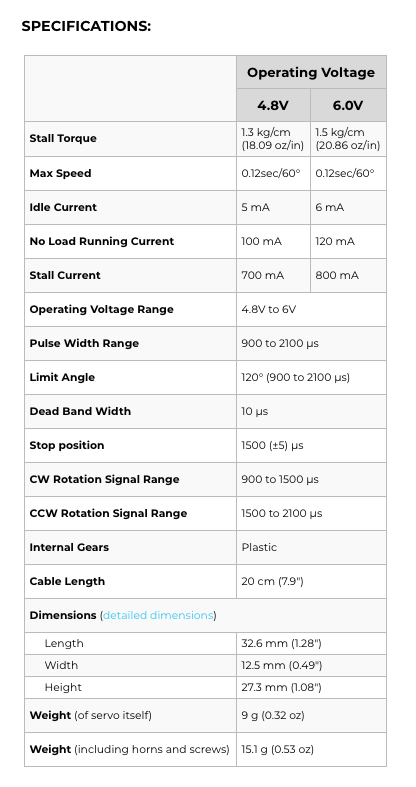 SPECIFICATIONS:
Operating Voltage
4.8V 6.0V
Stall Torque 1.3 kg/cm (18.09 oz/in) 1.5 kg/cm (20.86 oz/in)
Max Speed 0.12sec/60° 0.12sec/60°
Idle Current 5 mA 6 mA
No Load Running Current 100 mA 120 mA
Stall Current 700 mA 800 mA
Operating Voltage Range 4.8V to 6V
Pulse Width Range 900 to 2100 µs
Limit Angle 120° (900 to 2100 µs)
Dead Band Width 10 µs
Stop position 1500 (±5) µs
CW Rotation Signal Range 900 to 1500 µs
CCW Rotation Signal Range 1500 to 2100 µs
Internal Gears Plastic
Cable Length 20 cm (7.9")
Dimensions (detailed dimensions)
Length 32.6 mm (1.28")
Width 12.5 mm (0.49")
Height 27.3 mm (1.08")
Weight (of servo itself) 9 g (0.32 oz)
Weight (including horns and screws) 15.1 g (0.53 oz)